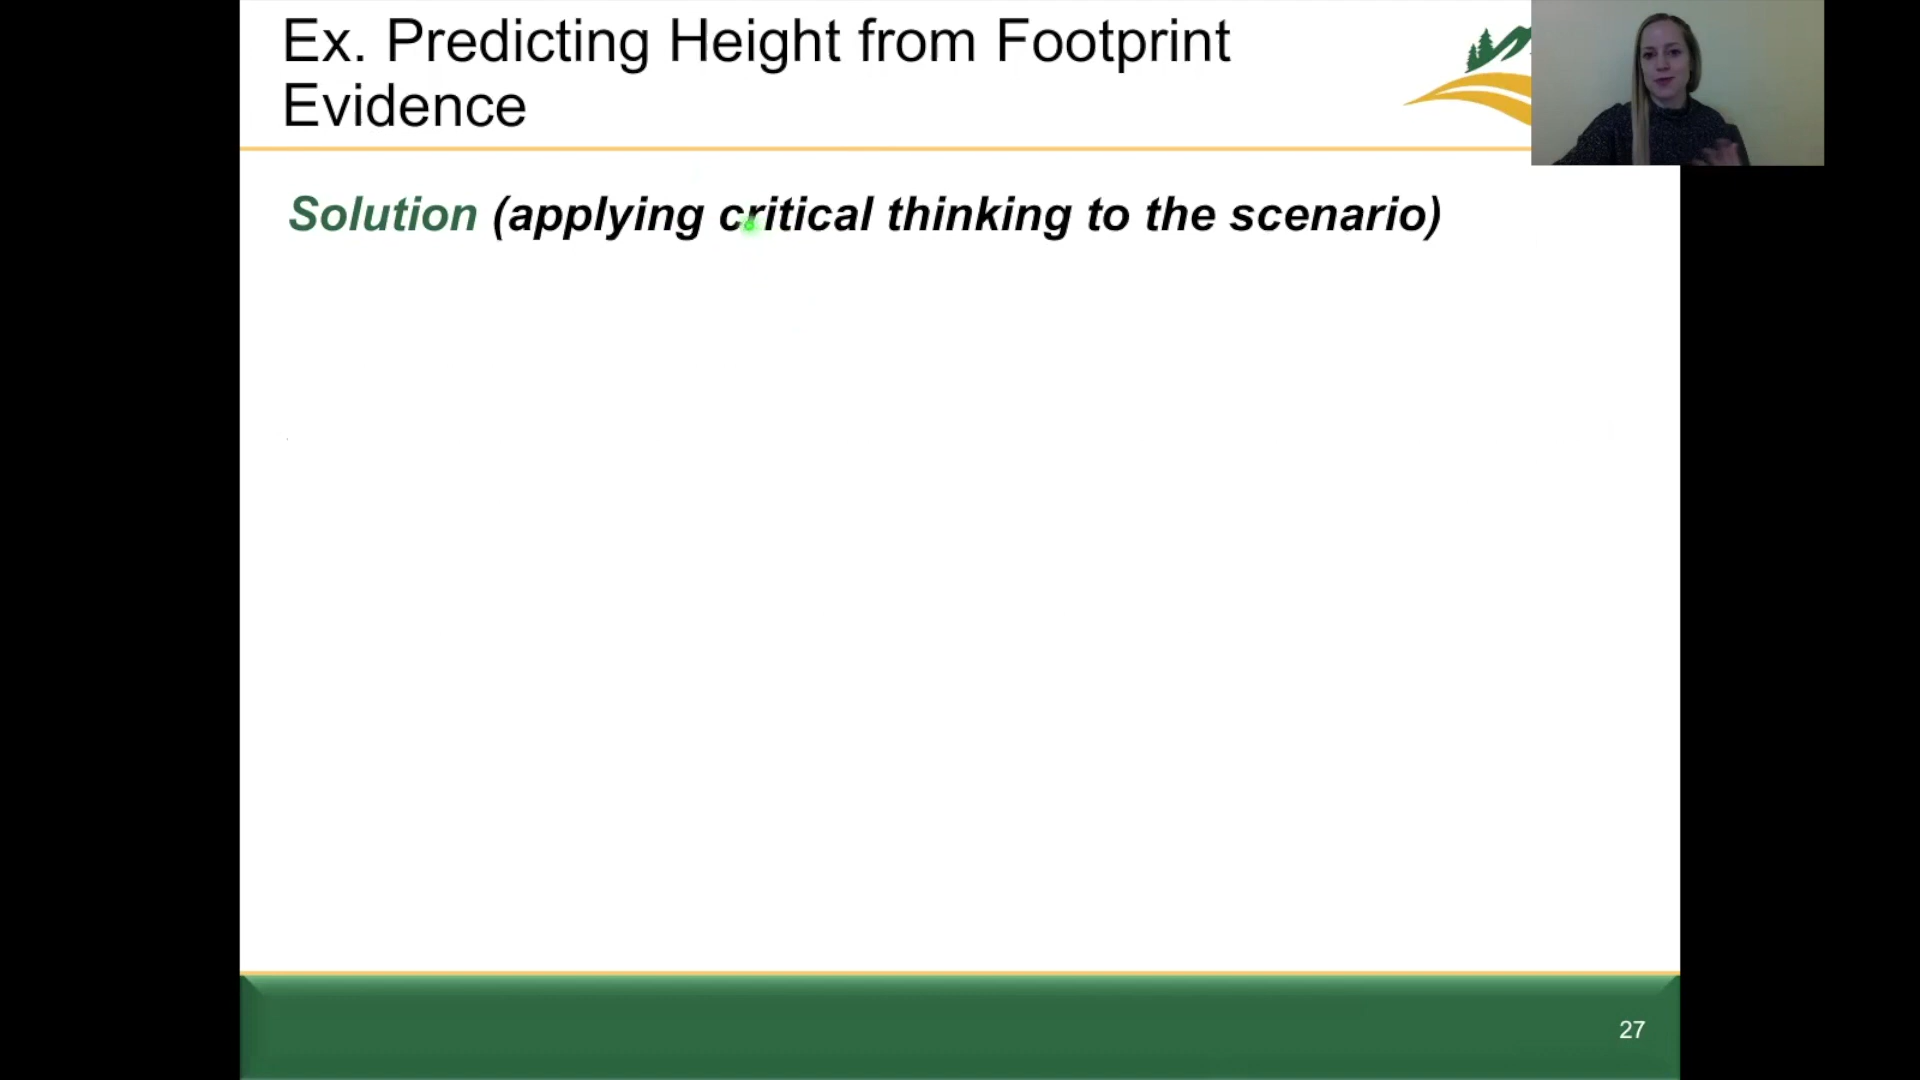 Ex. Predicting Height from Footprint
Evidence
Solution (applying critical thinking to the scenario)
27